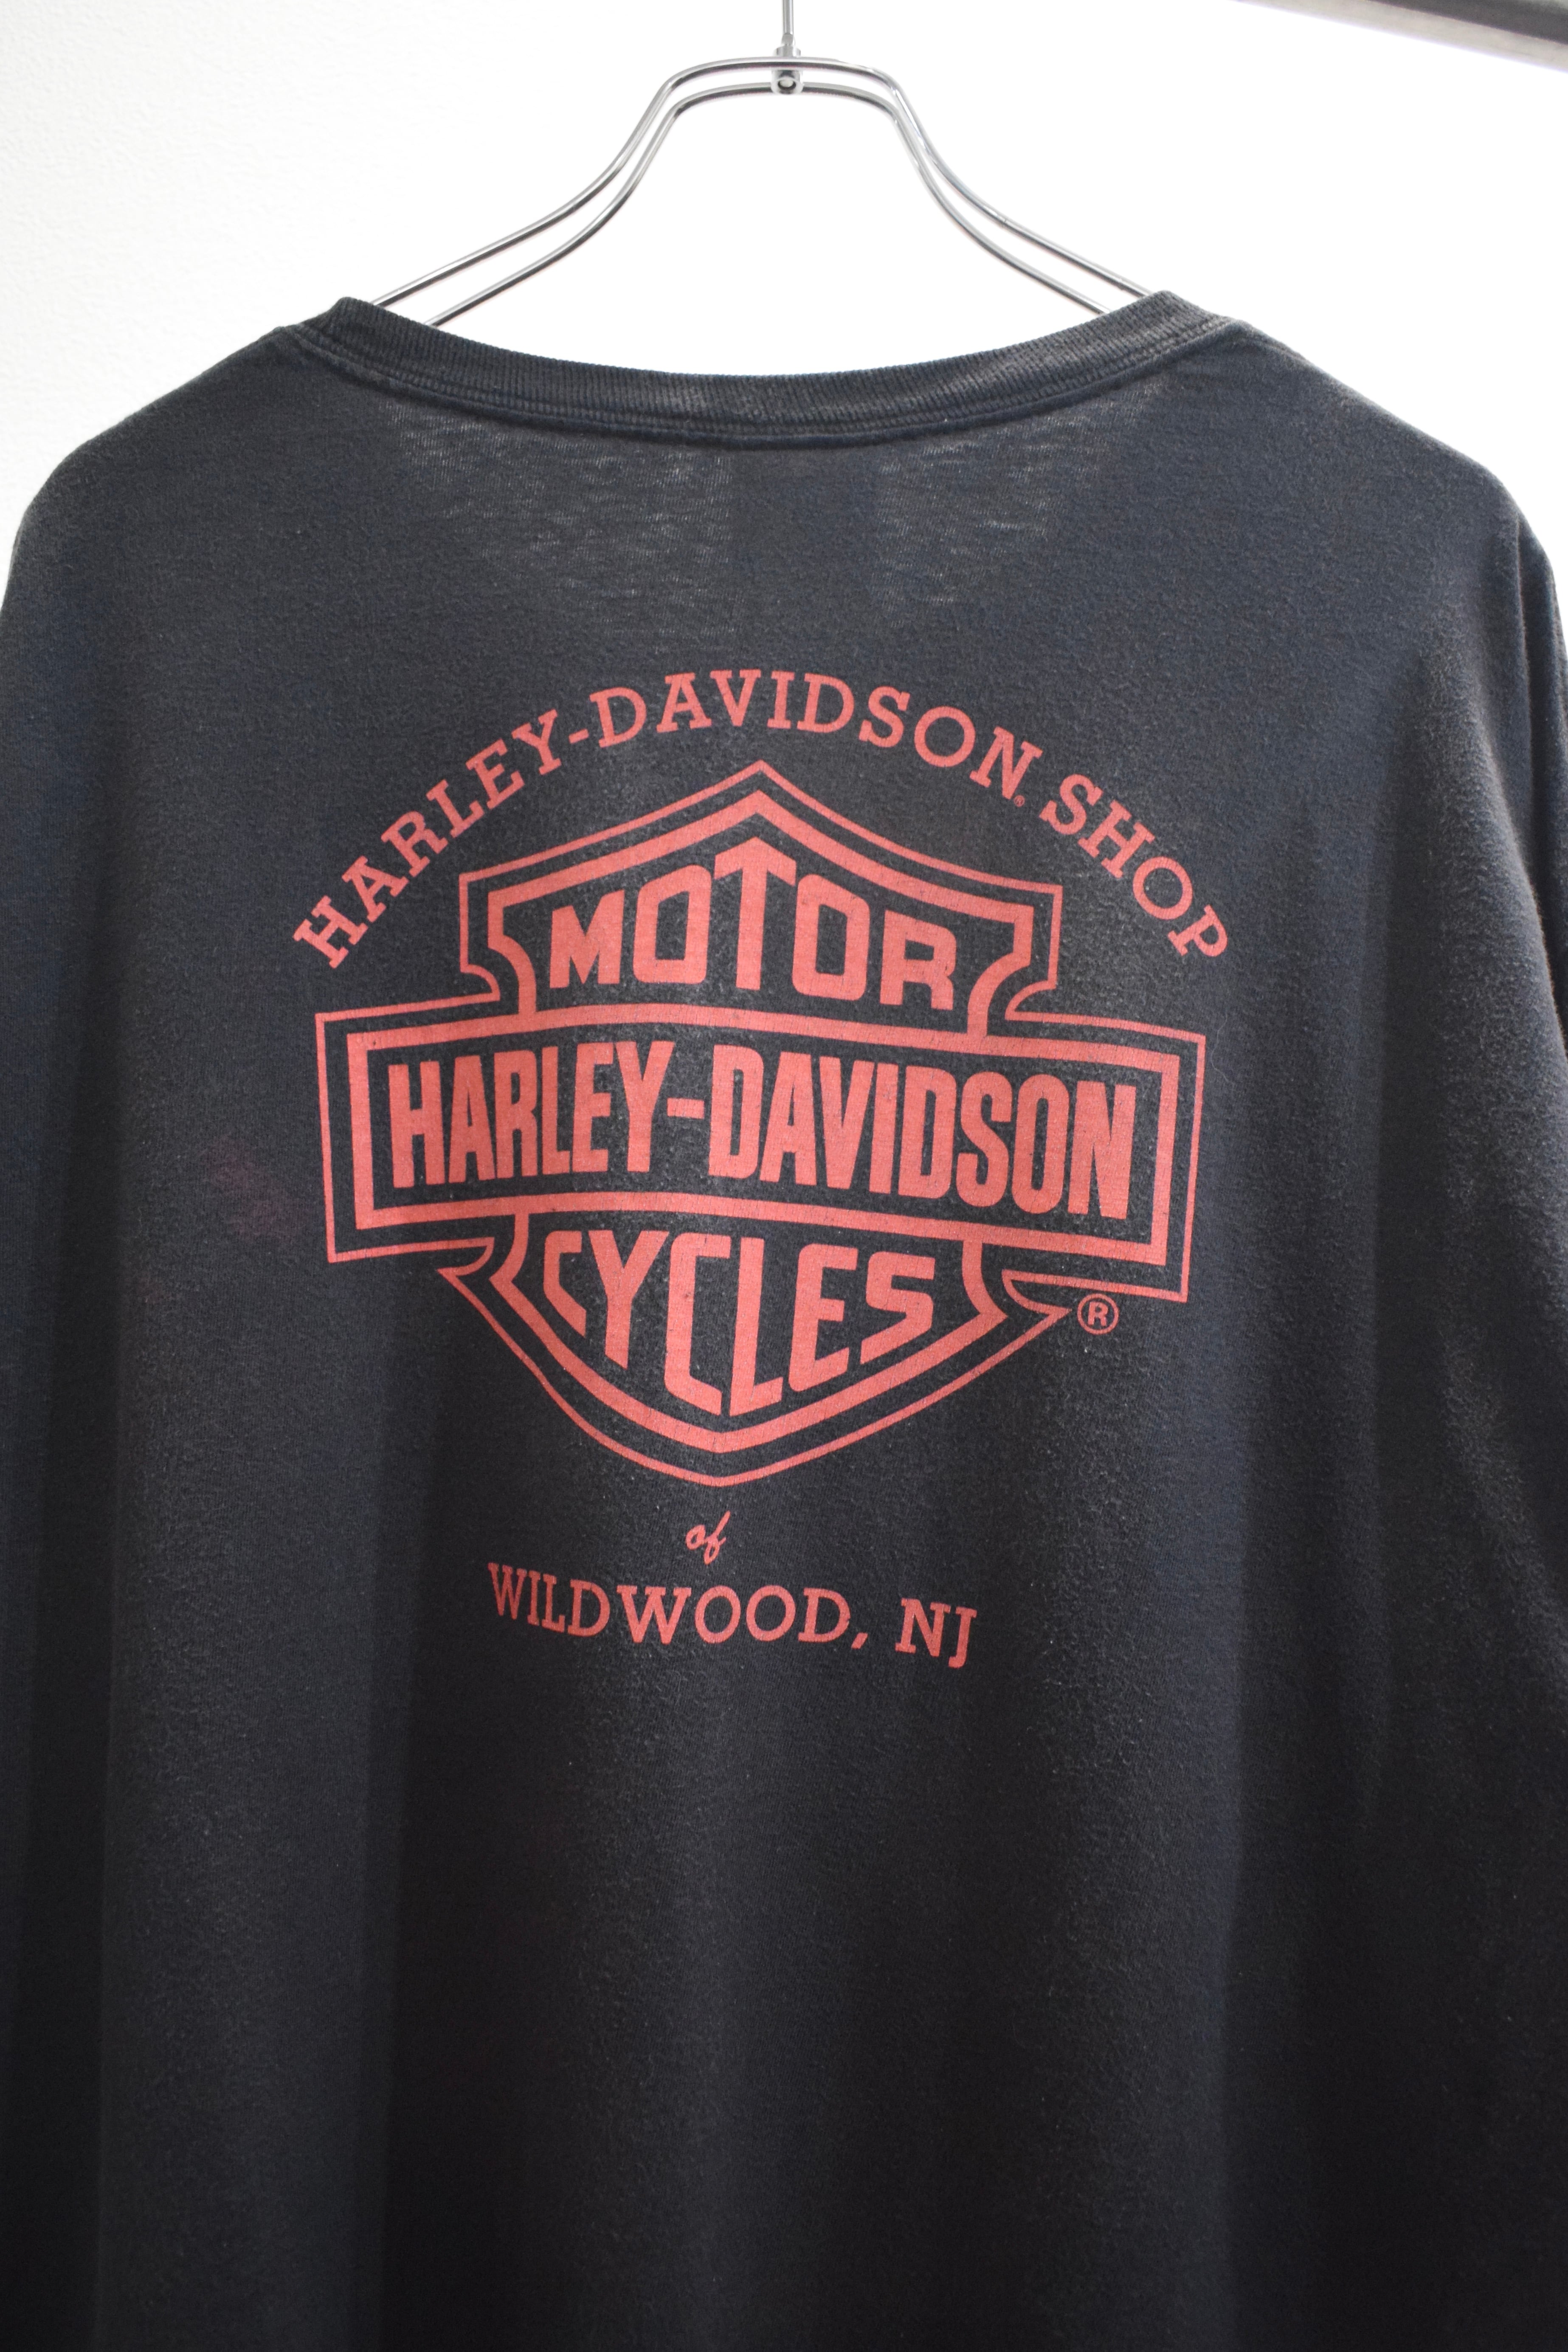 HARLEY-DAVIDSON SHOP
MOTOR
HARLEY-DAVIDSON
CYCLES
®
of
WILDWOOD, NJ